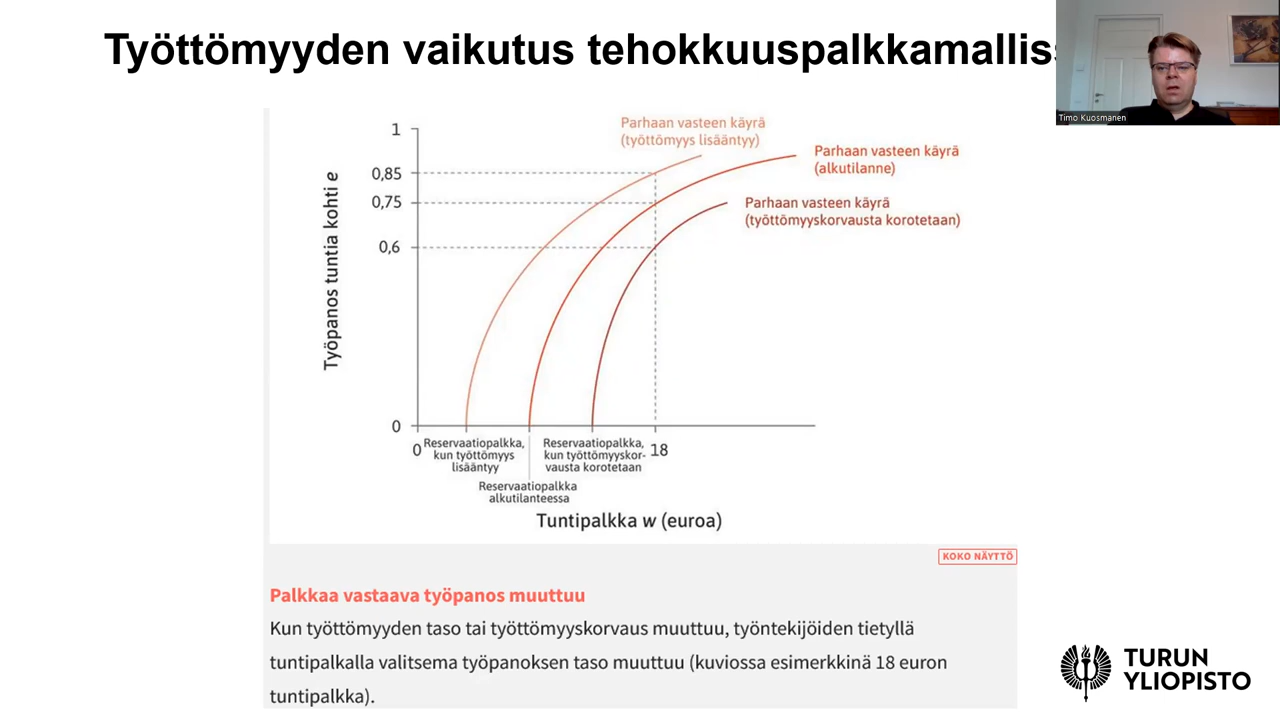 Työttömyyden vaikutus tehokkuuspalkkamalliss
Timo Kuosmanen
Parhaan vasteen käyrä
(työttömyys lisääntyy)
Parhaan vasteen käyrä
(alkutilanne)
Parhaan vasteen käyrä
(työttömyyskorvausta korotetaan)
Työpanos tuntia kohti e
1
0,85
0,75
0,6
0
0
Reservaatiopalkka,
kun työttömyys
lisääntyy
Reservaatiopalkka
alkutilanteessa
Reservaatiopalkka,
kun työttömyyskor-
vausta korotetaan
18
Tuntipalkka w (euroa)
KOKO NÄYTTÖ
Palkkaa vastaava työpanos muuttuu
Kun työttömyyden taso tai työttömyyskorvaus muuttuu, työntekijöiden tietyllä
tuntipalkalla valitsema työpanoksen taso muuttuu (kuviossa esimerkkinä 18 euron
tuntipalkka).
TURUN
YLIOPISTO